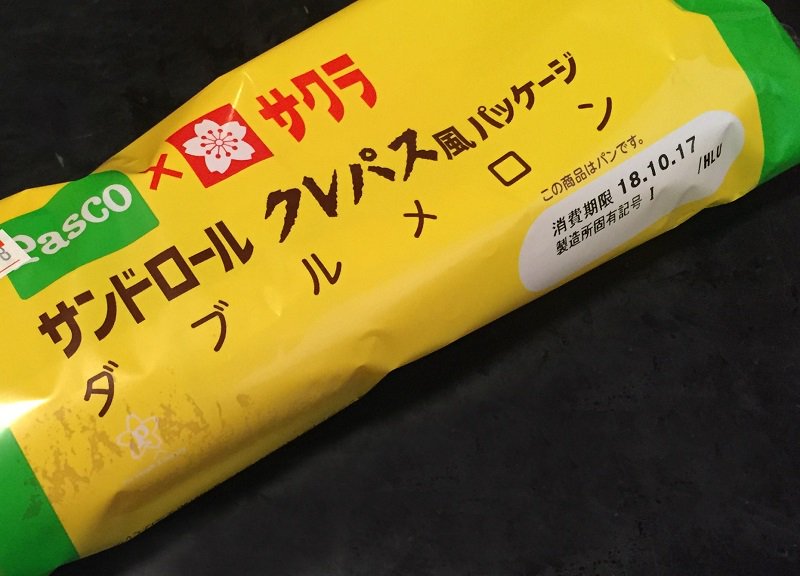 Pasco×サクラ
サンドロール クレパス風パッケージ
ダブルメロン
この商品はパンです。
消費期限 18.10.17
製造所固有記号 I /HLU
8